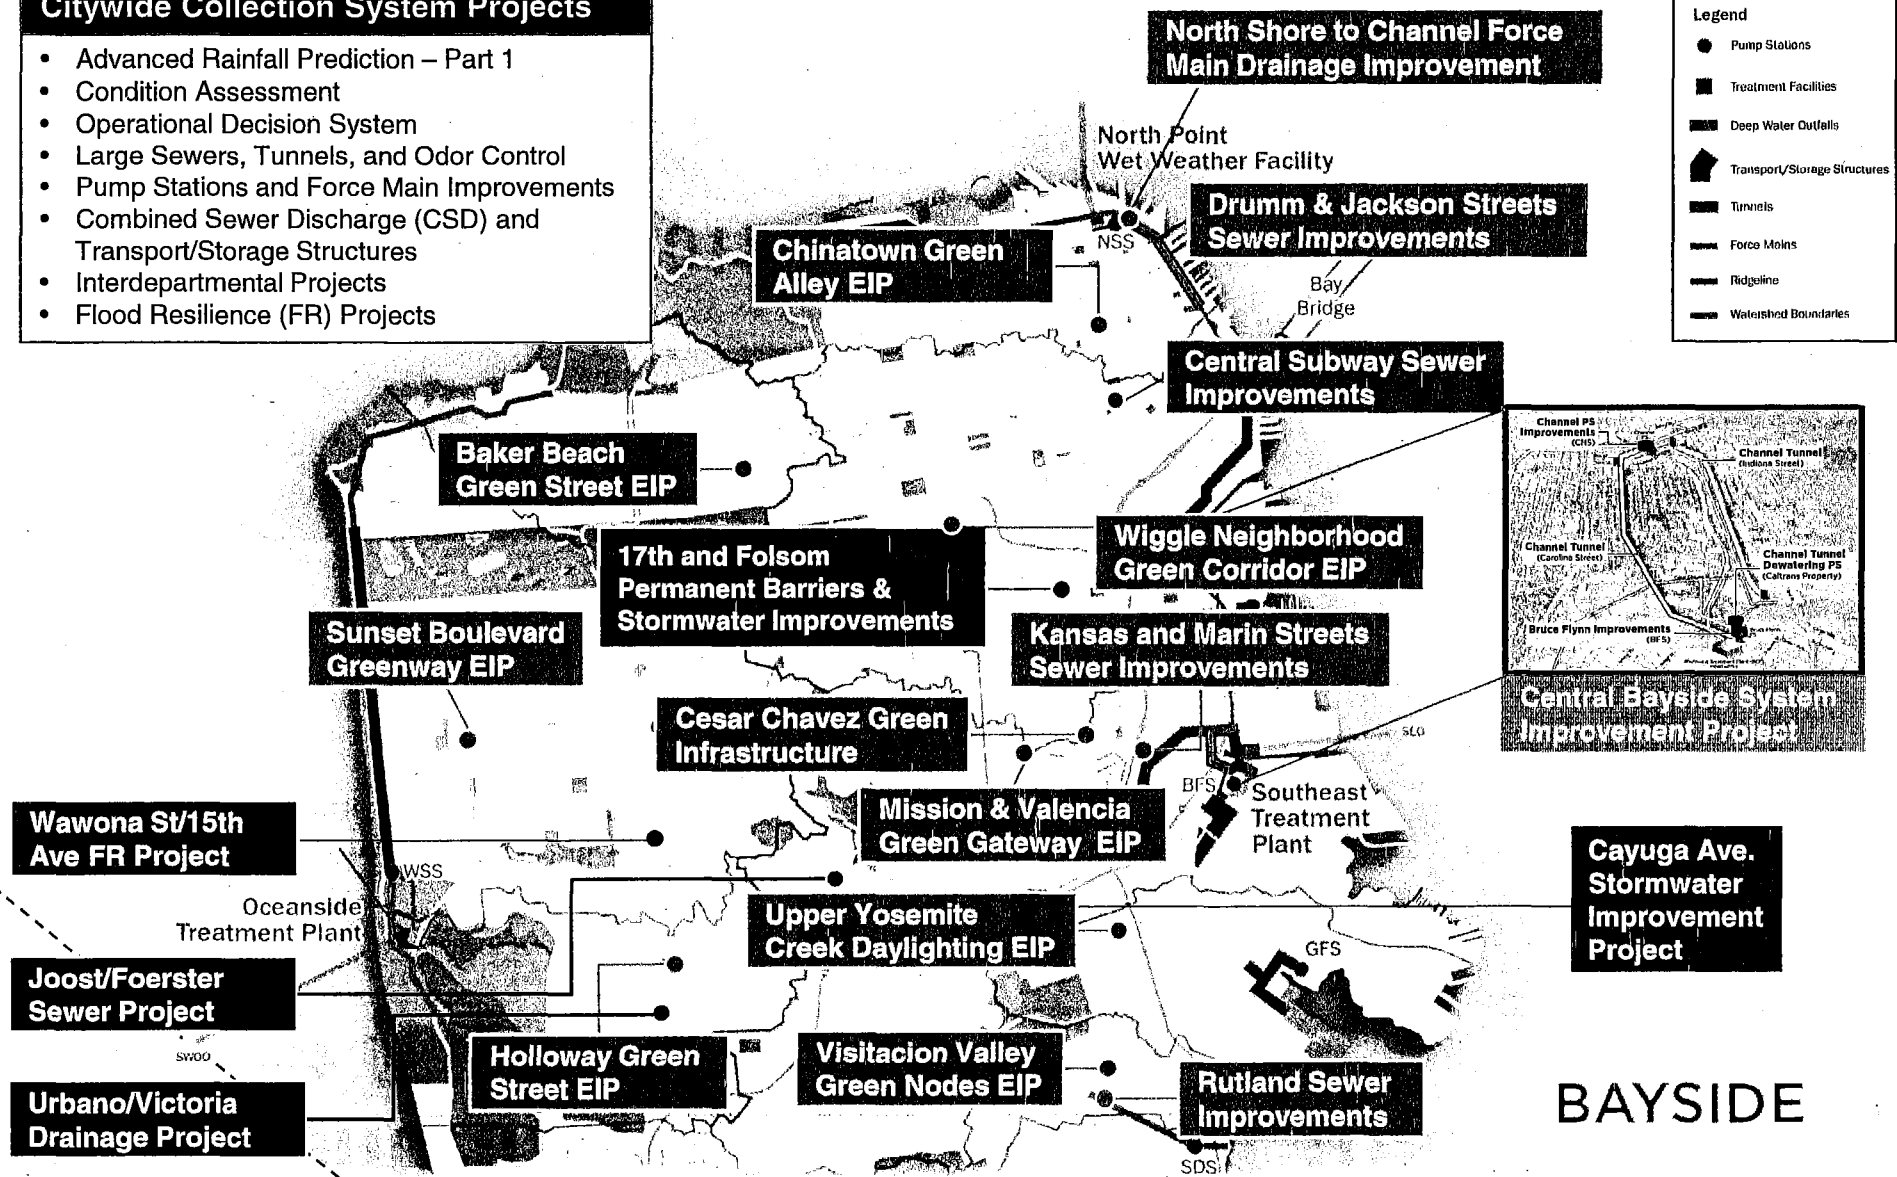 Citywide Collection System Projects
• Advanced Rainfall Prediction – Part 1
• Condition Assessment
• Operational Decision System
• Large Sewers, Tunnels, and Odor Control
• Pump Stations and Force Main Improvements
• Combined Sewer Discharge (CSD) and
Transport/Storage Structures
• Interdepartmental Projects
• Flood Resilience (FR) Projects
North Shore to Channel Force
Main Drainage Improvement
Legend
Pump Stations
Treatment Facilities
Deep Water Outfalls
Transport/Storage Structures
Tunnels
Force Mains
Ridgeline
Watershed Boundaries
North Point
Wet Weather Facility
NSS
Drumm & Jackson Streets
Sewer Improvements
Chinatown Green
Alley EIP
Bay
Bridge
Central Subway Sewer
Improvements
Baker Beach
Green Street EIP
Channel PS
Improvements
(CHS)
Channel Tunnel
(Indiana Street)
Channel Tunnel
(Carolina Street)
Channel Tunnel
Dewatering PS
(Caltrans Property)
Bruce Flynn Improvements
(BFS)
Central Bayside System
Improvement Project
17th and Folsom
Permanent Barriers &
Stormwater Improvements
Wiggle Neighborhood
Green Corridor EIP
Sunset Boulevard
Greenway EIP
Kansas and Marin Streets
Sewer Improvements
Cesar Chavez Green
Infrastructure
SLO
BFS
Southeast
Treatment
Plant
Mission & Valencia
Green Gateway EIP
Wawona St/15th
Ave FR Project
WSS
Oceanside
Treatment Plant
Cayuga Ave.
Stormwater
Improvement
Project
Upper Yosemite
Creek Daylighting EIP
GFS
Joost/Foerster
Sewer Project
SWOO
Holloway Green
Street EIP
Visitacion Valley
Green Nodes EIP
Rutland Sewer
Improvements
Urbano/Victoria
Drainage Project
SDS
BAYSIDE